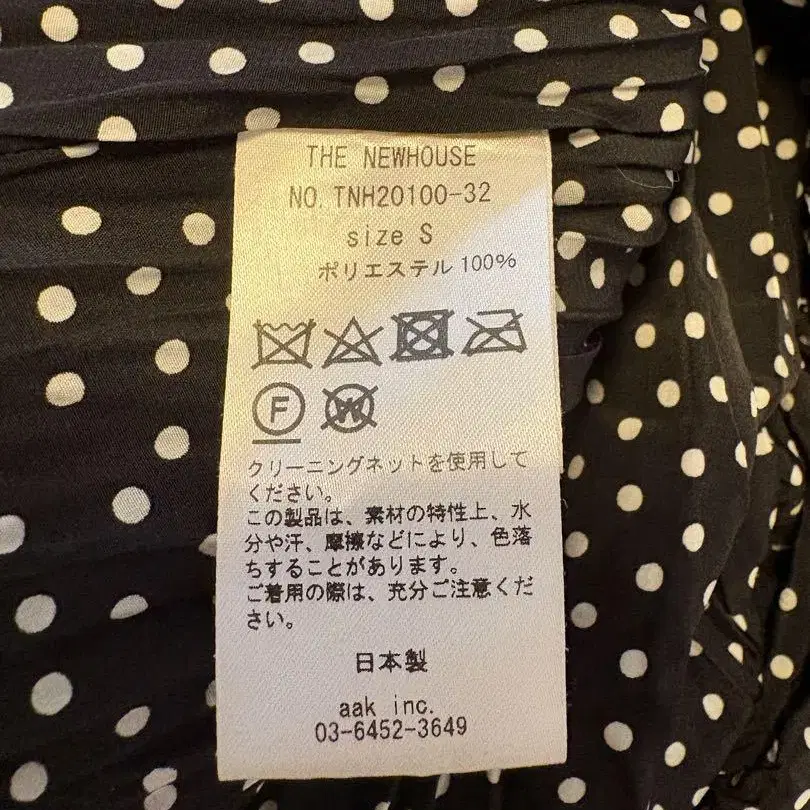 THE NEWHOUSE
NO. TNH20100-32
size S
ポリエステル 100%
F
W
クリーニングネットを使用して
ください。
この製品は、素材の特性上、水
分や汗、摩擦などにより、色落
ちすることがあります。
ご着用の際は、充分ご注意くだ
さい。
日本製
aak inc.
03-6452-3649